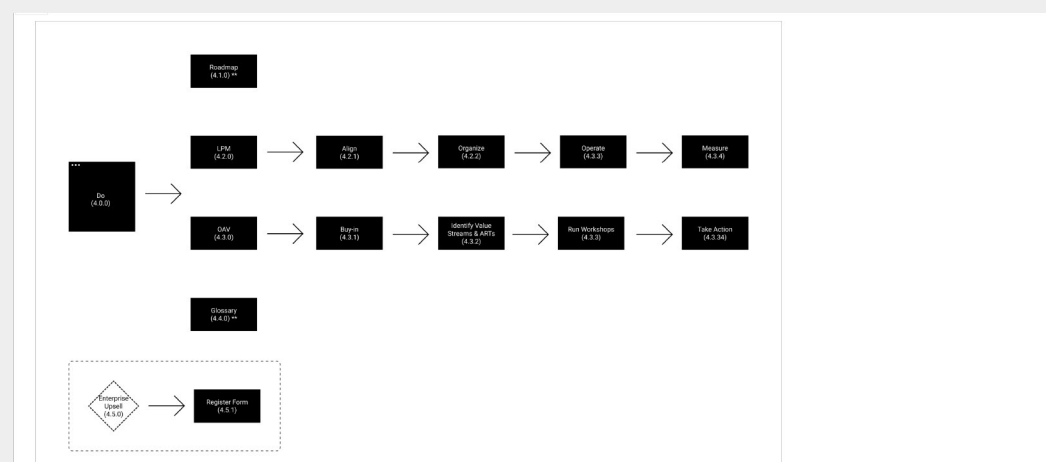 Roadmap
(4.1.0) **
LPM
(4.2.0)
Align
(4.2.1)
Organize
(4.2.2)
Operate
(4.3.3)
Measure
(4.3.4)
Do
(4.0.0)
OAV
(4.3.0)
Buy-in
(4.3.1)
Identify Value
Streams & ARTs
(4.3.2)
Run Workshops
(4.3.3)
Take Action
(4.3.34)
Glossary
(4.4.0) **
Enterprise
Upsell
(4.5.0)
Register Form
(4.5.1)